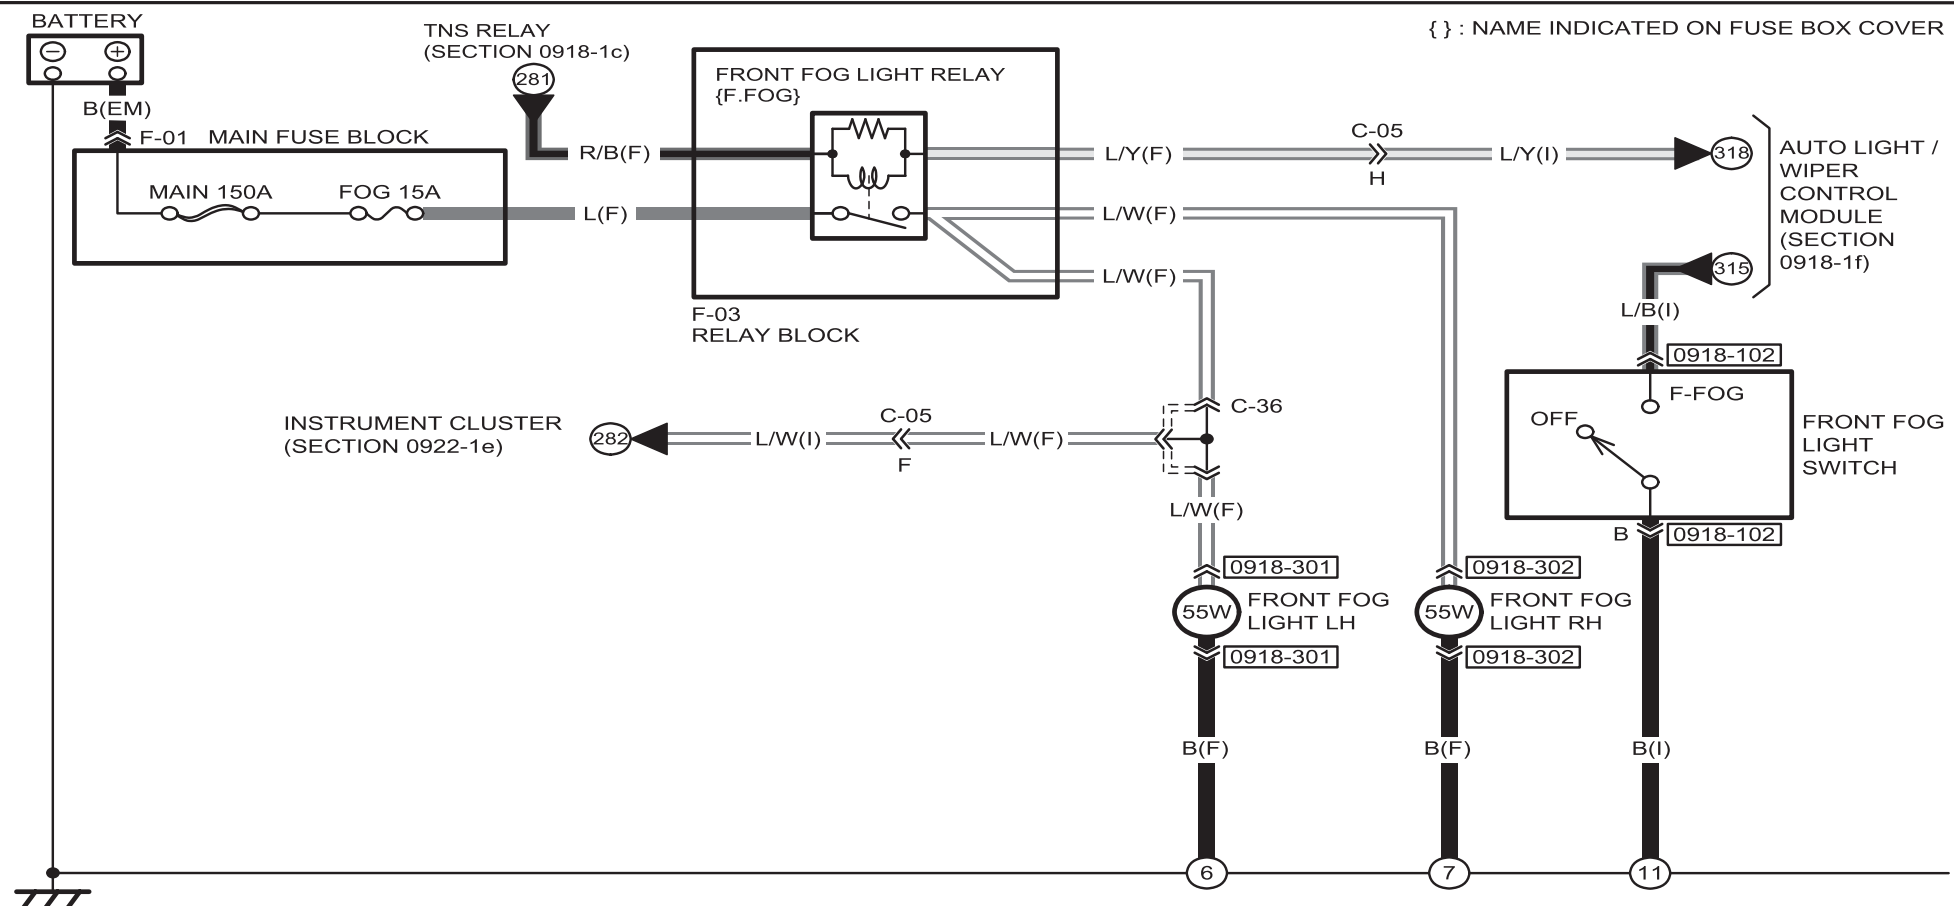 BATTERY
B(EM)
F-01 MAIN FUSE BLOCK
MAIN 150A FOG 15A
TNS RELAY
(SECTION 0918-1c)
281
R/B(F)
L(F)
FRONT FOG LIGHT RELAY
{F.FOG}
F-03
RELAY BLOCK
{ } : NAME INDICATED ON FUSE BOX COVER
L/Y(F)
C-05
H
L/Y(I)
318
AUTO LIGHT /
WIPER
CONTROL
MODULE
(SECTION
0918-1f)
315
L/W(F)
L/W(F)
L/B(I)
0918-102
F-FOG
OFF
FRONT FOG
LIGHT
SWITCH
B
0918-102
INSTRUMENT CLUSTER
(SECTION 0922-1e)
282
L/W(I)
C-05
F
L/W(F)
C-36
L/W(F)
0918-301
55W
FRONT FOG
LIGHT LH
0918-301
0918-302
55W
FRONT FOG
LIGHT RH
0918-302
B(F)
B(F)
B(I)
6
7
11